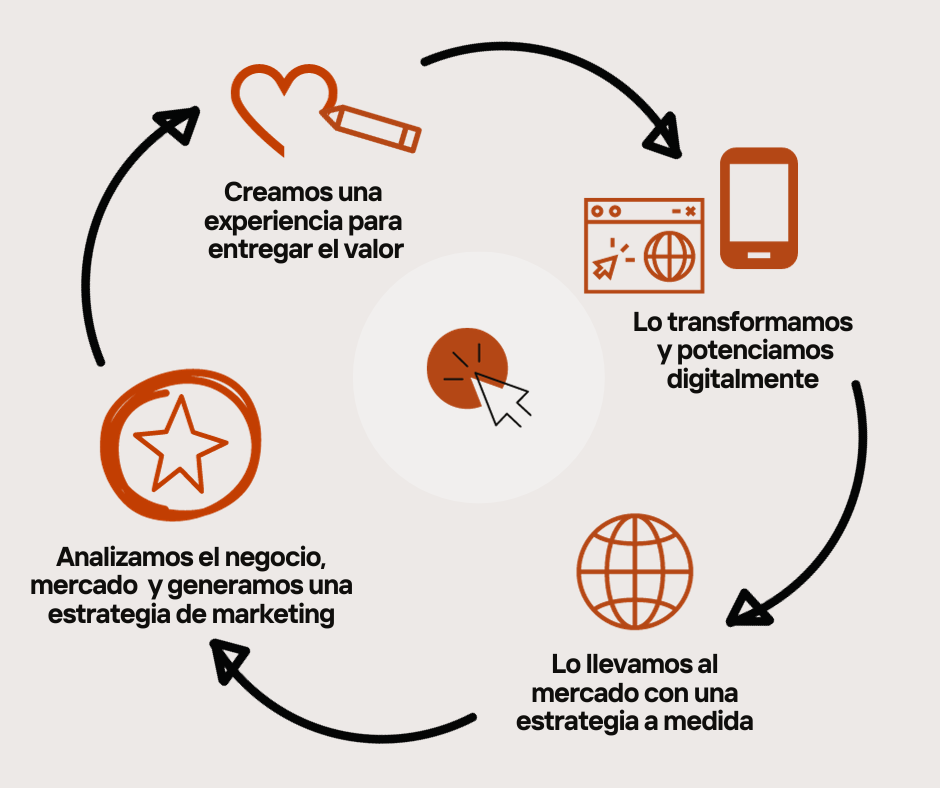 Creamos una
experiencia para
entregar el valor
Lo transformamos
y potenciamos
digitalmente
Lo llevamos al
mercado con una
estrategia a medida
Analizamos el negocio,
mercado  y generamos una
estrategia de marketing